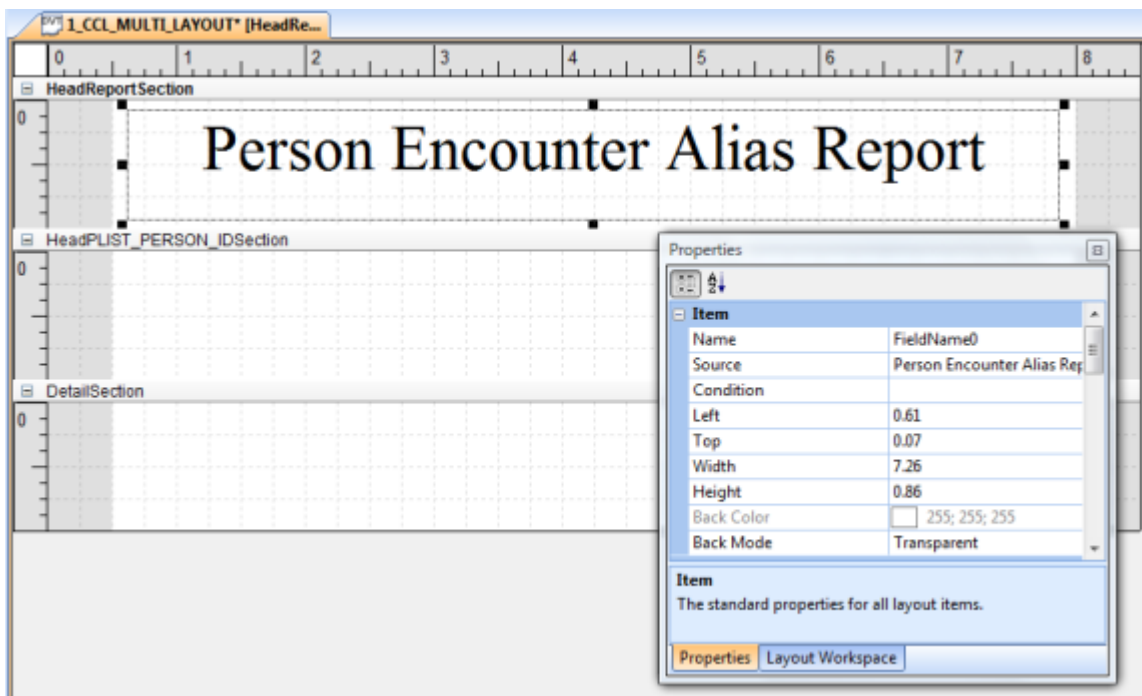 1_CCL_MULTI_LAYOUT* [HeadRe...
0 1 2 3 4 5 6 7 8
HeadReportSection
0
Person Encounter Alias Report
HeadPLIST_PERSON_IDSection
0
DetailSection
0
Properties
Item
Name FieldName0
Source Person Encounter Alias Rep
Condition
Left 0.61
Top 0.07
Width 7.26
Height 0.86
Back Color 255; 255; 255
Back Mode Transparent
Item
The standard properties for all layout items.
Properties Layout Workspace